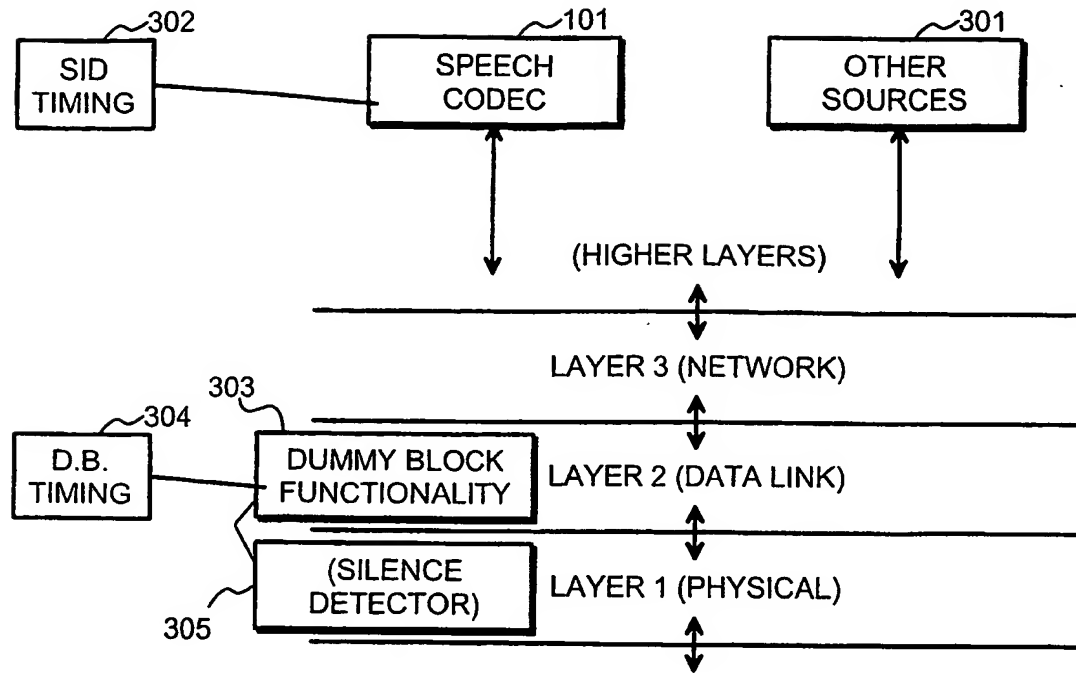 302
101
301
SID
TIMING
SPEECH
CODEC
OTHER
SOURCES
(HIGHER LAYERS)
LAYER 3 (NETWORK)
303
304
D.B.
TIMING
DUMMY BLOCK
FUNCTIONALITY
LAYER 2 (DATA LINK)
(SILENCE
DETECTOR)
LAYER 1 (PHYSICAL)
305